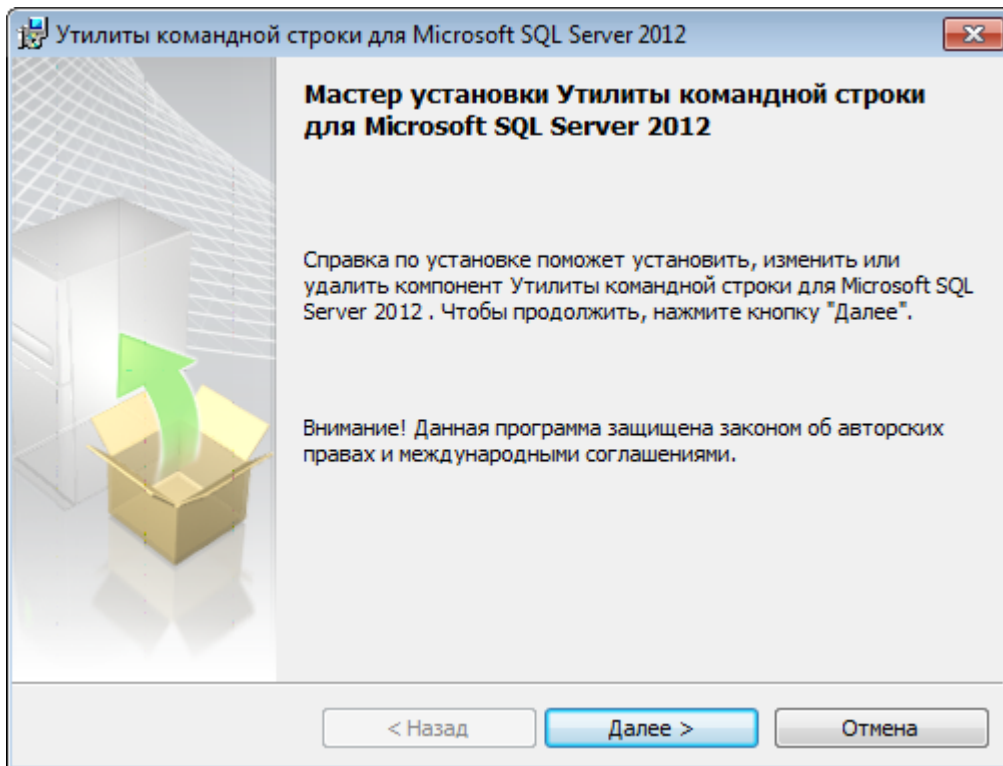 Утилиты командной строки для Microsoft SQL Server 2012
Мастер установки Утилиты командной строки
для Microsoft SQL Server 2012
Справка по установке поможет установить, изменить или
удалить компонент Утилиты командной строки для Microsoft SQL
Server 2012 . Чтобы продолжить, нажмите кнопку "Далее".
Внимание! Данная программа защищена законом об авторских
правах и международными соглашениями.
< Назад
Далее >
Отмена